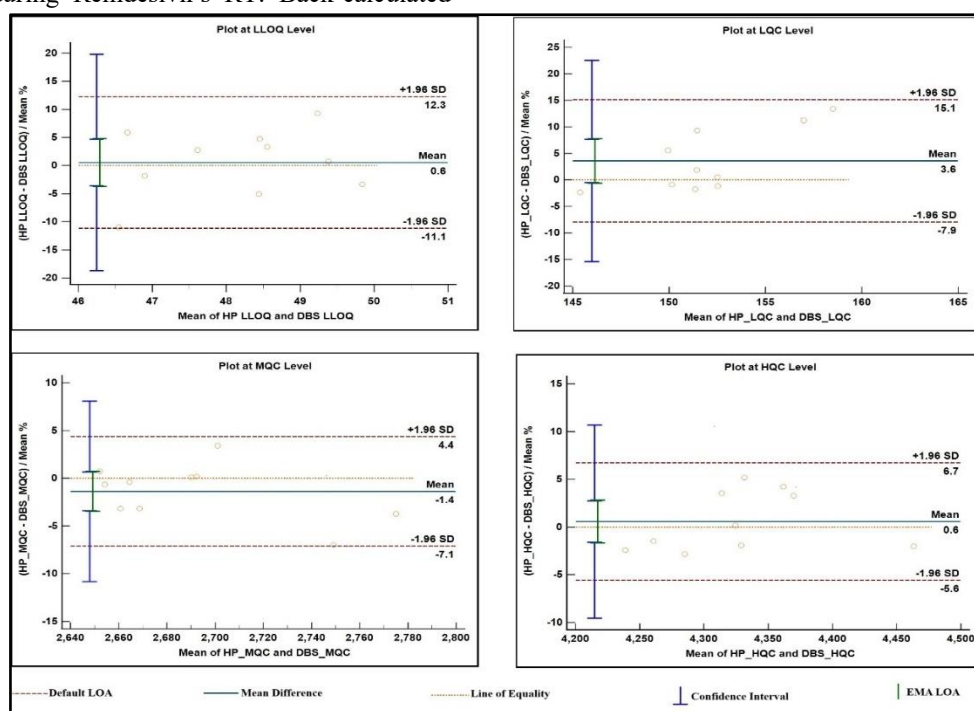 Plot at LLOQ Level
(HP LLOQ - DBS LLOQ) / Mean %
20
15
10
5
0
-5
-10
-15
-20
+1.96 SD
12.3
Mean
0.6
-1.96 SD
-11.1
46 47 48 49 50 51
Mean of HP LLOQ and DBS LLOQ
Plot at LQC Level
(HP_LQC - DBS_LQC) / Mean %
25
20
15
10
5
0
-5
-10
-15
-20
+1.96 SD
15.1
Mean
3.6
-1.96 SD
-7.9
145 150 155 160 165
Mean of HP_LQC and DBS_LQC
Plot at MQC Level
(HP_MQC - DBS_MQC) / Mean %
10
5
0
-5
-10
-15
+1.96 SD
4.4
Mean
-1.4
-1.96 SD
-7.1
2,640 2,660 2,680 2,700 2,720 2,740 2,760 2,780 2,800
Mean of HP_MQC and DBS_MQC
Plot at HQC Level
(HP_HQC - DBS_HQC) / Mean %
15
10
5
0
-5
-10
+1.96 SD
6.7
Mean
0.6
-1.96 SD
-5.6
4,200 4,250 4,300 4,350 4,400 4,450 4,500
Mean of HP_HQC and DBS_HQC
Default LOA Mean Difference Line of Equality Confidence Interval EMA LOA